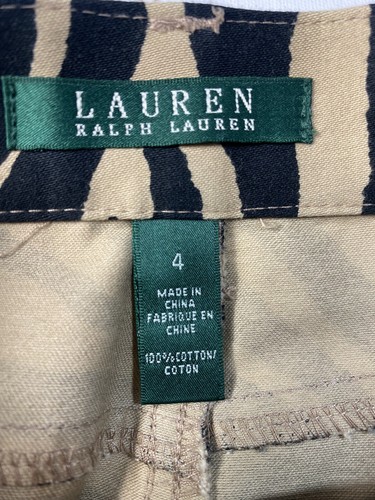 LAUREN
RALPH LAUREN
4
MADE IN
CHINA
FABRIQUE EN
CHINE
100%COTTON/
COTON